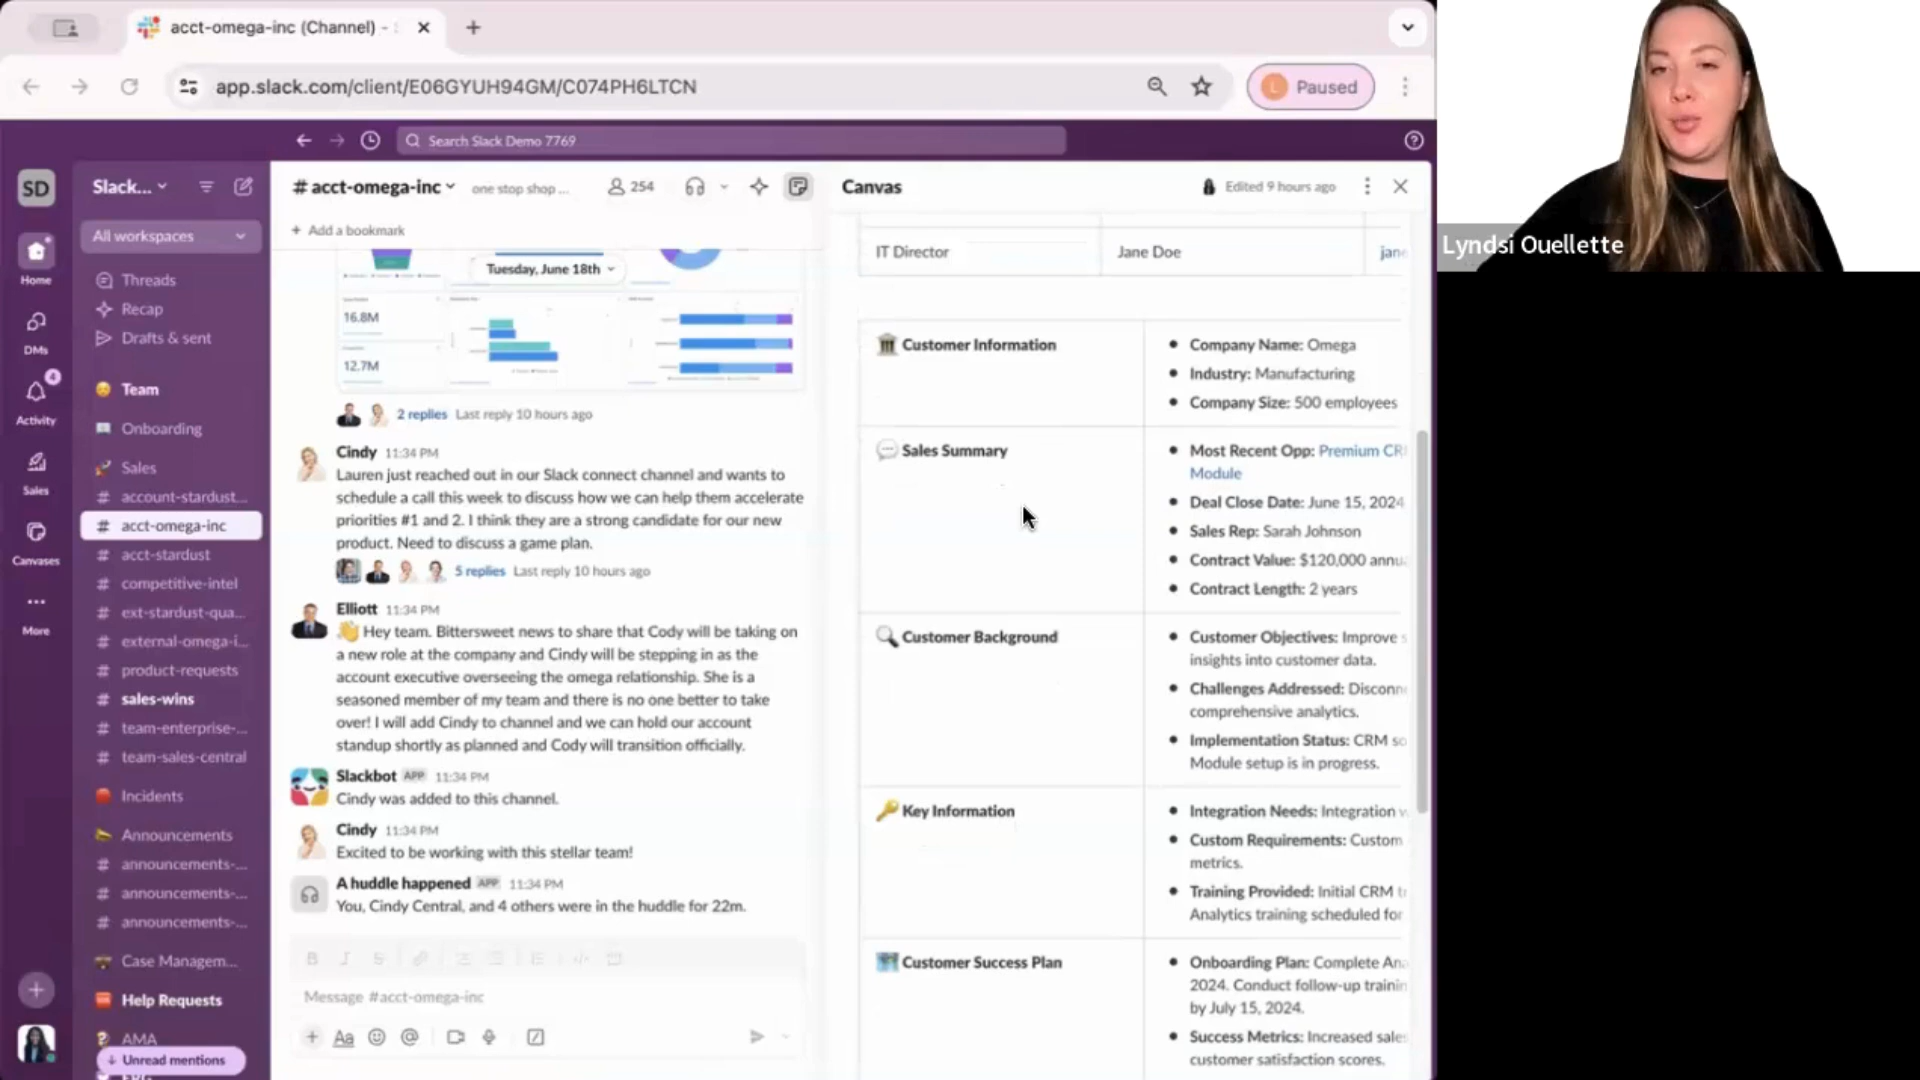 acct-omega-inc (Channel) -
app.slack.com/client/E06GYUH94GM/C074PH6LTCN
Paused
Search Slack Demo 7769
SD
Home
DMs
4
Activity
Sales
Canvases
More
Slack...
All workspaces
Threads
Recap
Drafts & sent
Team
Onboarding
Sales
# account-stardust...
# acct-omega-inc
# acct-stardust
# competitive-intel
# ext-stardust-qua...
# external-omega-i...
# product-requests
# sales-wins
# team-enterprise-...
# team-sales-central
Incidents
Announcements
# announcements-...
# announcements-...
# announcements-...
Case Managem...
Help Requests
AMA
↓ Unread mentions
# acct-omega-inc
one stop shop ...
254
+ Add a bookmark
Tuesday, June 18th
16.8M
12.7M
2 replies Last reply 10 hours ago
Cindy 11:34 PM
Lauren just reached out in our Slack connect channel and wants to
schedule a call this week to discuss how we can help them accelerate
priorities #1 and 2. I think they are a strong candidate for our new
product. Need to discuss a game plan.
5 replies Last reply 10 hours ago
Elliott 11:34 PM
👋 Hey team. Bittersweet news to share that Cody will be taking on
a new role at the company and Cindy will be stepping in as the
account executive overseeing the omega relationship. She is a
seasoned member of my team and there is no one better to take
over! I will add Cindy to channel and we can hold our account
standup shortly as planned and Cody will transition officially.
Slackbot APP 11:34 PM
Cindy was added to this channel.
Cindy 11:34 PM
Excited to be working with this stellar team!
A huddle happened APP 11:34 PM
You, Cindy Central, and 4 others were in the huddle for 22m.
B I S
Message #acct-omega-inc
+ Aa @
Canvas
Edited 9 hours ago
IT Director
Jane Doe
jane
Customer Information
• Company Name: Omega
• Industry: Manufacturing
• Company Size: 500 employees
Sales Summary
• Most Recent Opp: Premium CR
Module
• Deal Close Date: June 15, 2024
• Sales Rep: Sarah Johnson
• Contract Value: $120,000 annu
• Contract Length: 2 years
Customer Background
• Customer Objectives: Improve s
insights into customer data.
• Challenges Addressed: Disconn
comprehensive analytics.
• Implementation Status: CRM so
Module setup is in progress.
Key Information
• Integration Needs: Integration w
• Custom Requirements: Custom
metrics.
• Training Provided: Initial CRM tr
Analytics training scheduled for
Customer Success Plan
• Onboarding Plan: Complete Ana
2024. Conduct follow-up trainin
by July 15, 2024.
• Success Metrics: Increased sale
customer satisfaction scores.
Lyndsi Ouellette